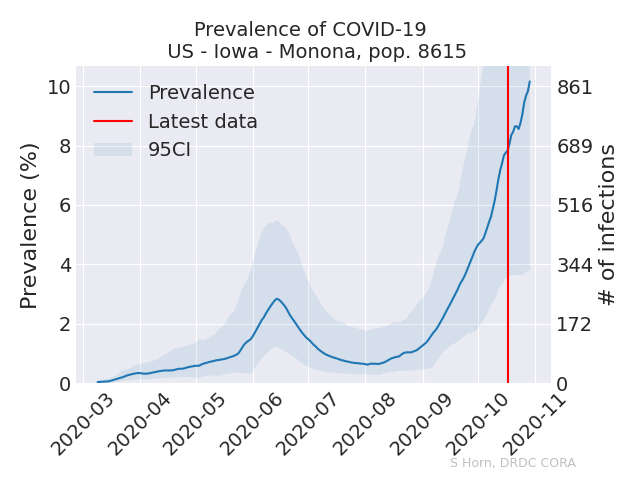 Prevalence of COVID-19
US - Iowa - Monona, pop. 8615
Prevalence
Latest data
95CI
Prevalence (%)
10
8
6
4
2
0
861
689
516
344
172
0
# of infections
2020-03
2020-04
2020-05
2020-06
2020-07
2020-08
2020-09
2020-10
2020-11
S Horn, DRDC CORA